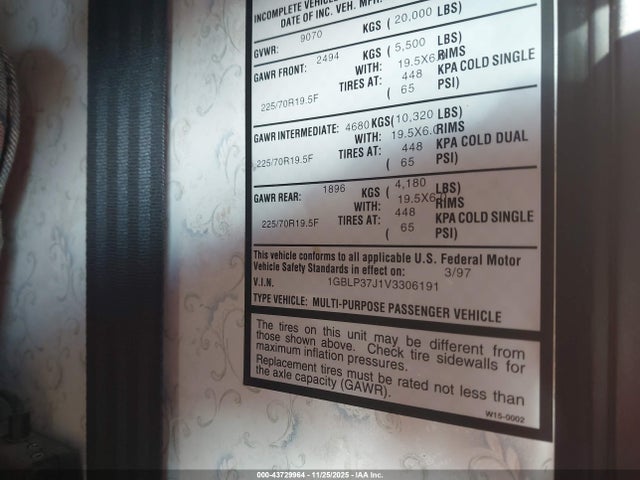 INCOMPLETE VEHICLE
DATE OF INC. VEH. MFR.
GVWR: 9070 KGS ( 20,000 LBS)
GAWR FRONT: 2494 KGS ( 5,500 LBS)
WITH: 19.5X6.0 RIMS
225/70R19.5F TIRES AT: 448 KPA COLD SINGLE
( 65 PSI)
GAWR INTERMEDIATE: 4680 KGS( 10,320 LBS)
WITH: 19.5X6.0 RIMS
225/70R19.5F TIRES AT: 448 KPA COLD DUAL
( 65 PSI)
GAWR REAR: 1896 KGS ( 4,180 LBS)
WITH: 19.5X6.0 RIMS
225/70R19.5F TIRES AT: 448 KPA COLD SINGLE
( 65 PSI)
This vehicle conforms to all applicable U.S. Federal Motor
Vehicle Safety Standards in effect on: 3/97
V.I.N. 1GBLP37J1V3306191
TYPE VEHICLE: MULTI-PURPOSE PASSENGER VEHICLE
The tires on this unit may be different from
those shown above. Check tire sidewalls for
maximum inflation pressures.
Replacement tires must be rated not less than
the axle capacity (GAWR).
W15-0002
000-43729964 - 11/25/2025 - IAA Inc.